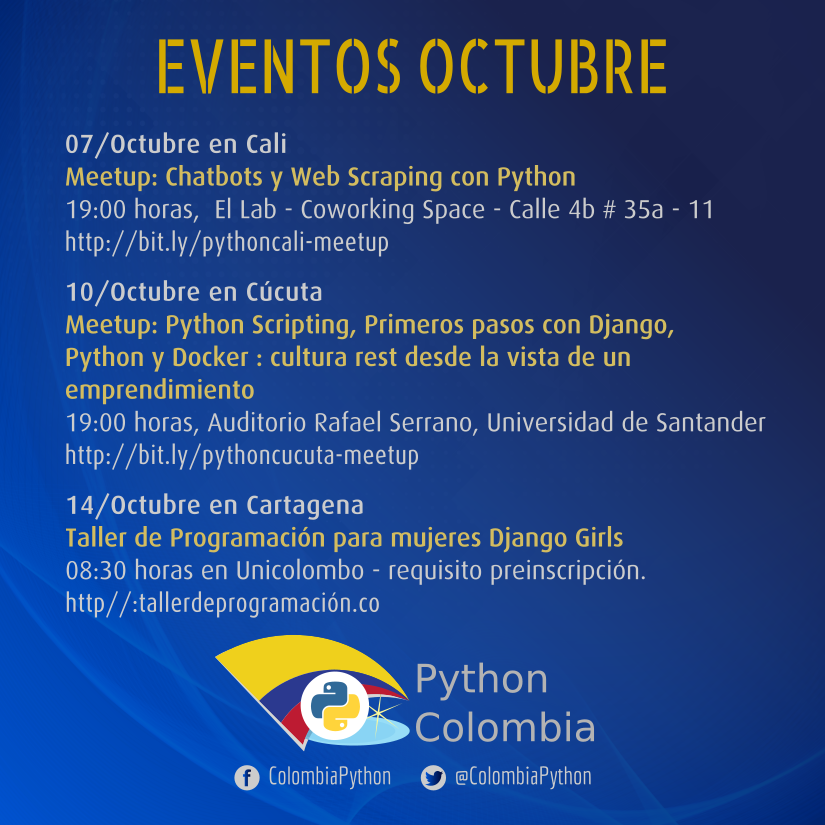 EVENTOS OCTUBRE
07/Octubre en Cali
Meetup: Chatbots y Web Scraping con Python
19:00 horas,  El Lab - Coworking Space - Calle 4b # 35a - 11
http://bit.ly/pythoncali-meetup
10/Octubre en Cúcuta
Meetup: Python Scripting, Primeros pasos con Django,
Python y Docker : cultura rest desde la vista de un
emprendimiento
19:00 horas, Auditorio Rafael Serrano, Universidad de Santander
http://bit.ly/pythoncucuta-meetup
14/Octubre en Cartagena
Taller de Programación para mujeres Django Girls
08:30 horas en Unicolombo - requisito preinscripción.
http//:tallerdeprogramación.co
Python
Colombia
ColombiaPython @ColombiaPython